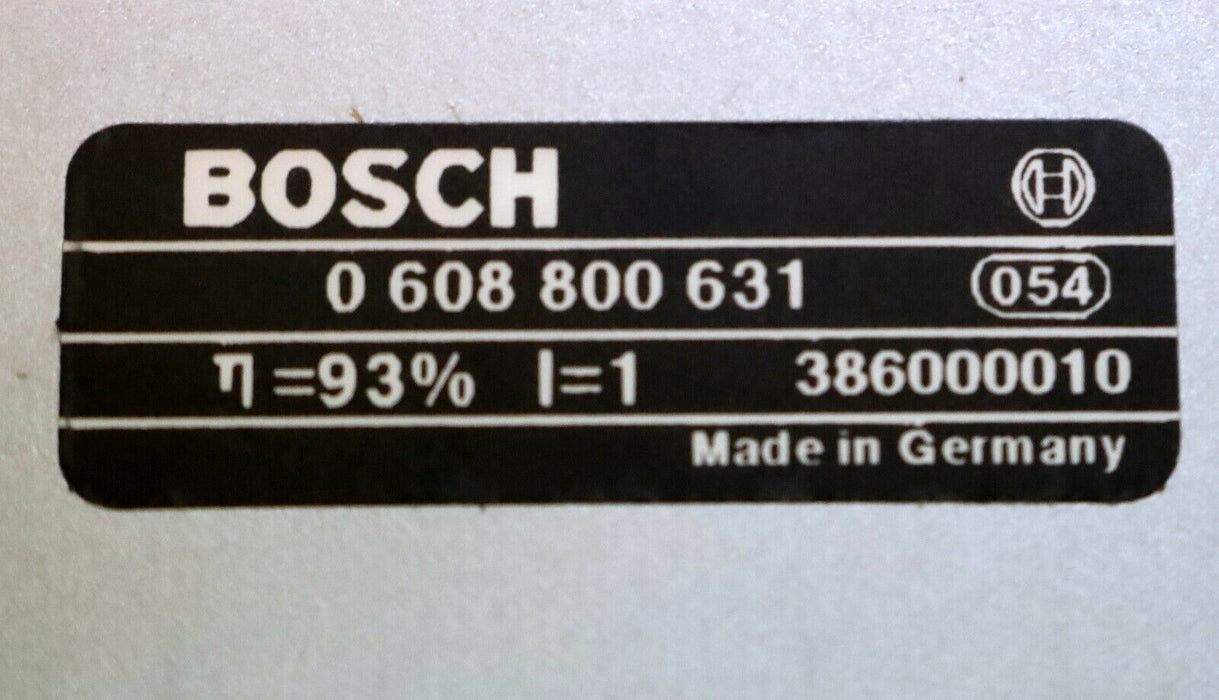 BOSCH
0 608 800 631 054
η =93% I=1 386000010
Made in Germany